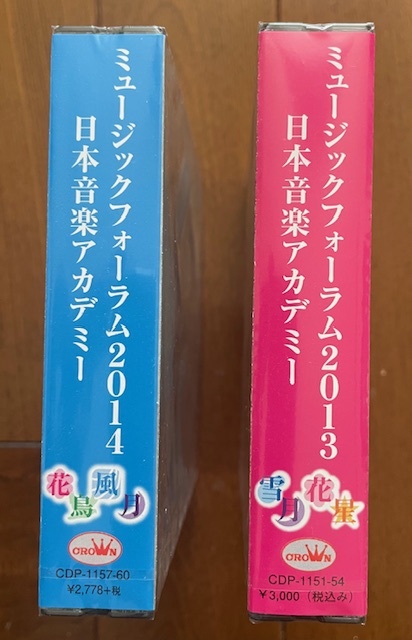 ミュージックフォーラム2014
日本音楽アカデミー
花鳥風月
CROWN
CDP-1157-60
¥2,778+税
ミュージックフォーラム2013
日本音楽アカデミー
雪月花星
CROWN
CDP-1151-54
¥3,000（税込み）